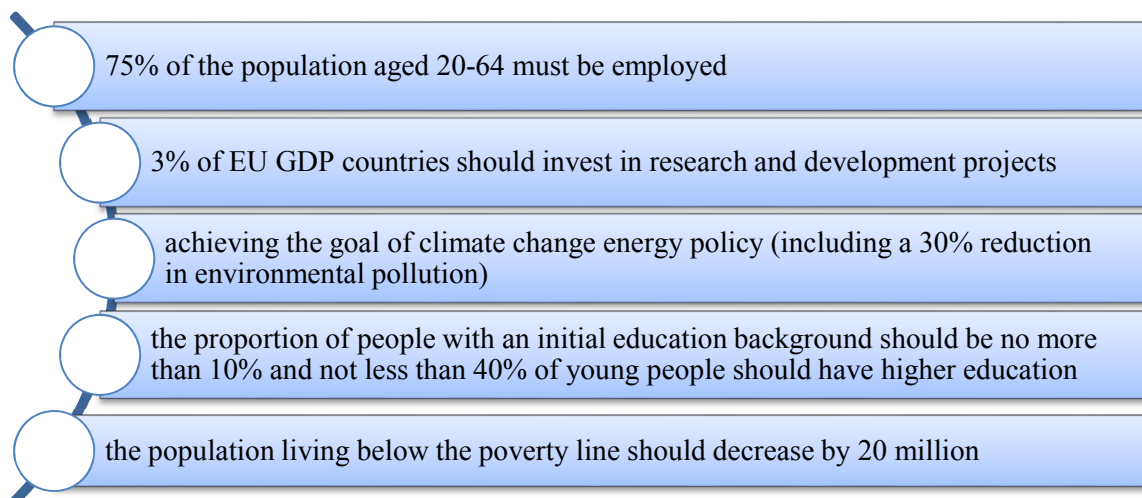 75% of the population aged 20-64 must be employed
3% of EU GDP countries should invest in research and development projects
achieving the goal of climate change energy policy (including a 30% reduction
in environmental pollution)
the proportion of people with an initial education background should be no more
than 10% and not less than 40% of young people should have higher education
the population living below the poverty line should decrease by 20 million